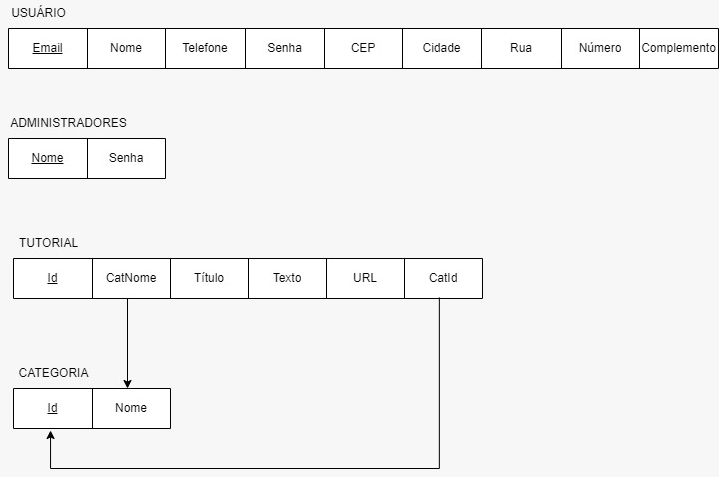 USUÁRIO
Email Nome Telefone Senha CEP Cidade Rua Número Complemento
ADMINISTRADORES
Nome Senha
TUTORIAL
Id CatNome Título Texto URL CatId
CATEGORIA
Id Nome